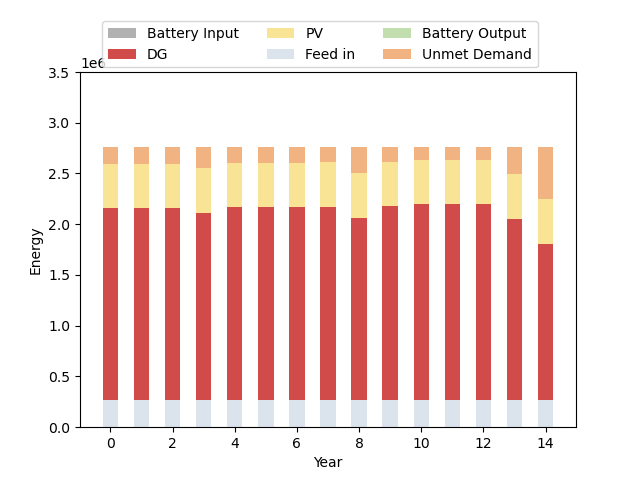 Battery Input PV Battery Output
DG Feed in Unmet Demand
1e6
3.5
3.0
2.5
2.0
1.5
1.0
0.5
0.0
Energy
0 2 4 6 8 10 12 14
Year